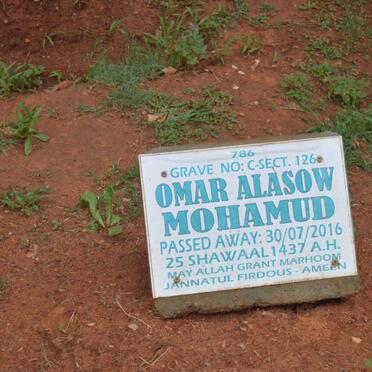 786
GRAVE NO: C-SECT. 126
OMAR ALASOW
MOHAMUD
PASSED AWAY: 30/07/2016
25 SHAWAAL 1437 A.H.
MAY ALLAH GRANT MARHOOM
JANNATUL FIRDOUS - AMEEN